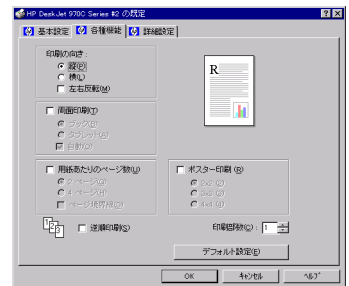 HP DeskJet 970C Series #2 の既定
基本設定 各種機能 詳細設定
印刷の向き:
縦(P)
横(L)
左右反転(M)
R
両面印刷(T)
ブック(B)
タブレット(A)
自動(O)
用紙あたりのページ数(U)
2 ページ(G)
4 ページ(H)
ページ境界線(S)
ポスター印刷(R)
2x2 (2)
3x3 (3)
4x4 (4)
1 2 3
逆順印刷(S)
印刷部数(C): 1
デフォルト設定(E)
OK キャンセル ヘルプ